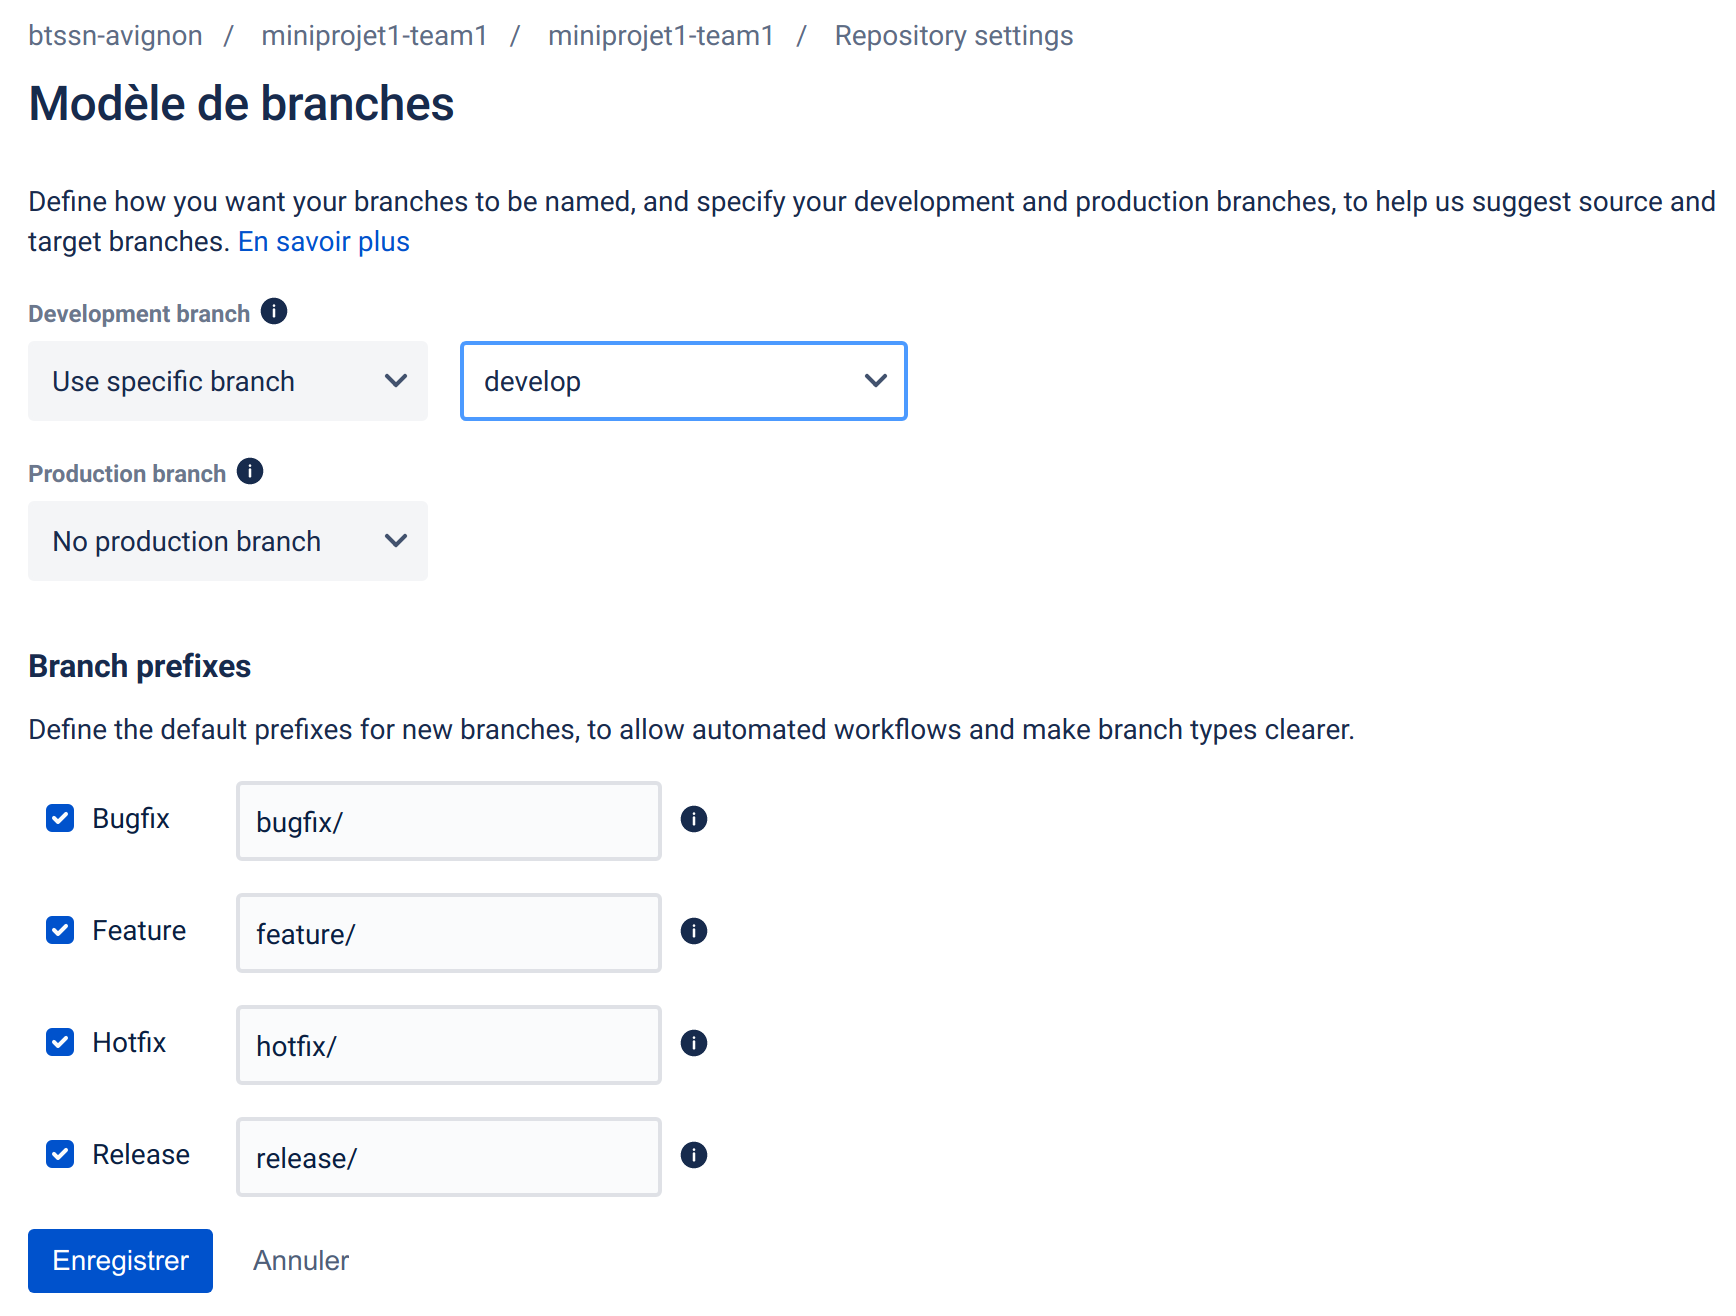 btssn-avignon / miniprojet1-team1 / miniprojet1-team1 / Repository settings
Modèle de branches
Define how you want your branches to be named, and specify your development and production branches, to help us suggest source and
target branches. En savoir plus
Development branch
Use specific branch develop
Production branch
No production branch
Branch prefixes
Define the default prefixes for new branches, to allow automated workflows and make branch types clearer.
Bugfix bugfix/
Feature feature/
Hotfix hotfix/
Release release/
Enregistrer Annuler